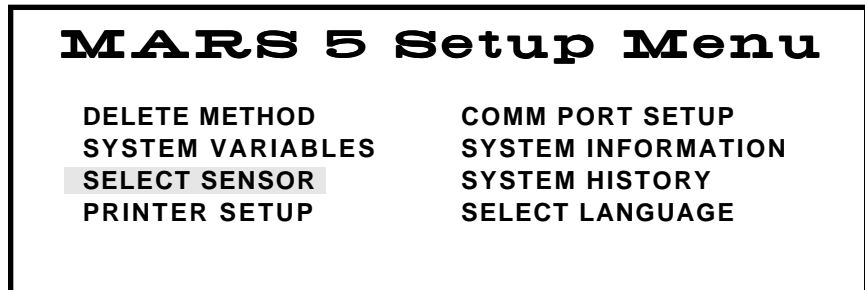 MARS 5 Setup Menu
DELETE METHOD
SYSTEM VARIABLES
SELECT SENSOR
PRINTER SETUP
COMM PORT SETUP
SYSTEM INFORMATION
SYSTEM HISTORY
SELECT LANGUAGE